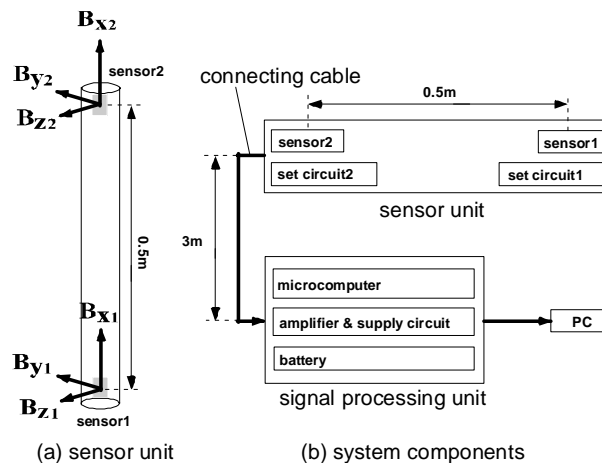 Bx2
sensor2
By2
Bz2
0.5m
Bx1
By1
Bz1
sensor1
(a) sensor unit
connecting cable
0.5m
sensor2
sensor1
set circuit2
set circuit1
sensor unit
3m
microcomputer
amplifier & supply circuit
PC
battery
signal processing unit
(b) system components